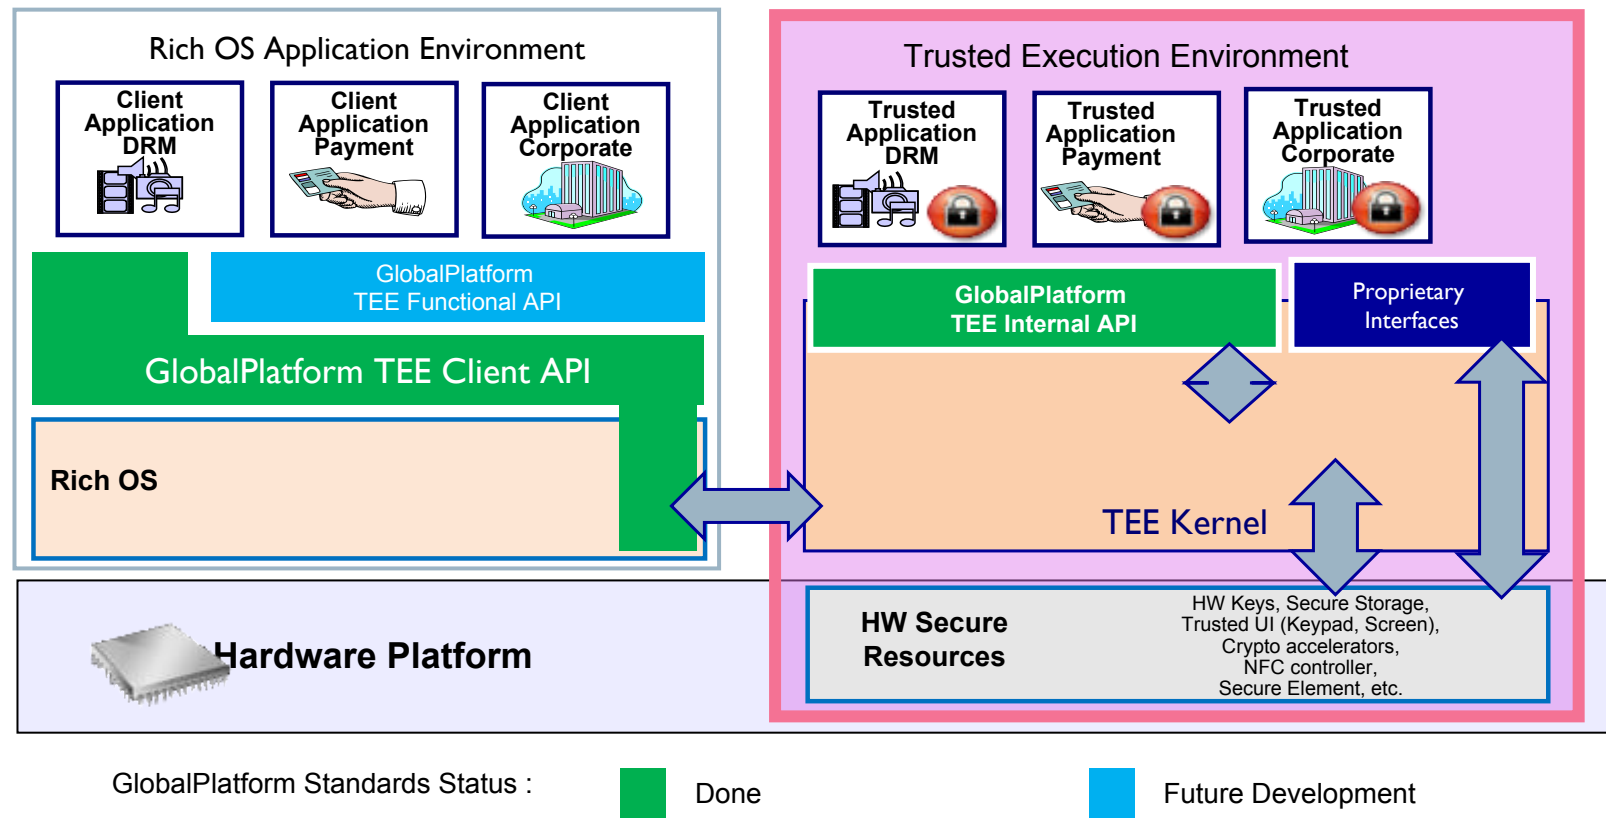 Rich OS Application Environment
Client
Application
DRM
Client
Application
Payment
Client
Application
Corporate
GlobalPlatform
TEE Functional API
GlobalPlatform TEE Client API
Rich OS
Trusted Execution Environment
Trusted
Application
DRM
Trusted
Application
Payment
Trusted
Application
Corporate
GlobalPlatform
TEE Internal API
Proprietary
Interfaces
TEE Kernel
Hardware Platform
HW Secure
Resources
HW Keys, Secure Storage,
Trusted UI (Keypad, Screen),
Crypto accelerators,
NFC controller,
Secure Element, etc.
GlobalPlatform Standards Status :
Done
Future Development